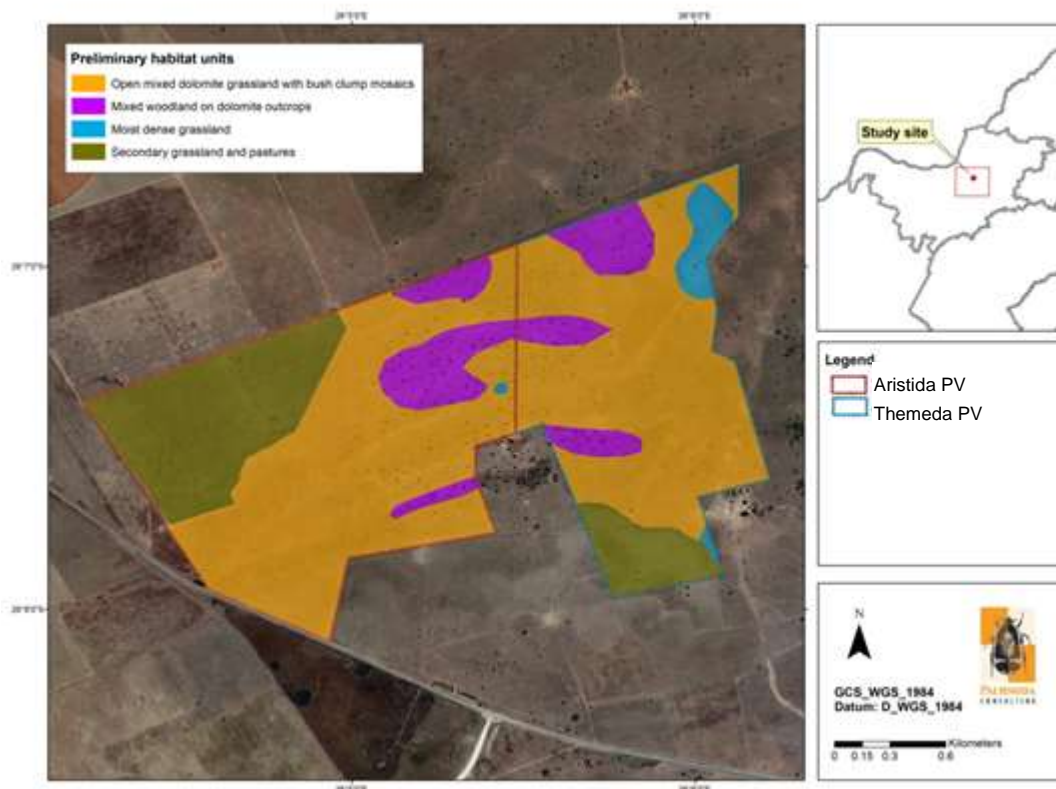 Preliminary habitat units
Open mixed dolomite grassland with bush clump mosaics
Mixed woodland on dolomite outcrops
Moist dense grassland
Secondary grassland and pastures
Study site
Legend
Aristida PV
Themeda PV
N
GCS_WGS_1984
Datum: D_WGS_1984
Kilometers
0 0.15 0.3 0.6
CONSULTING